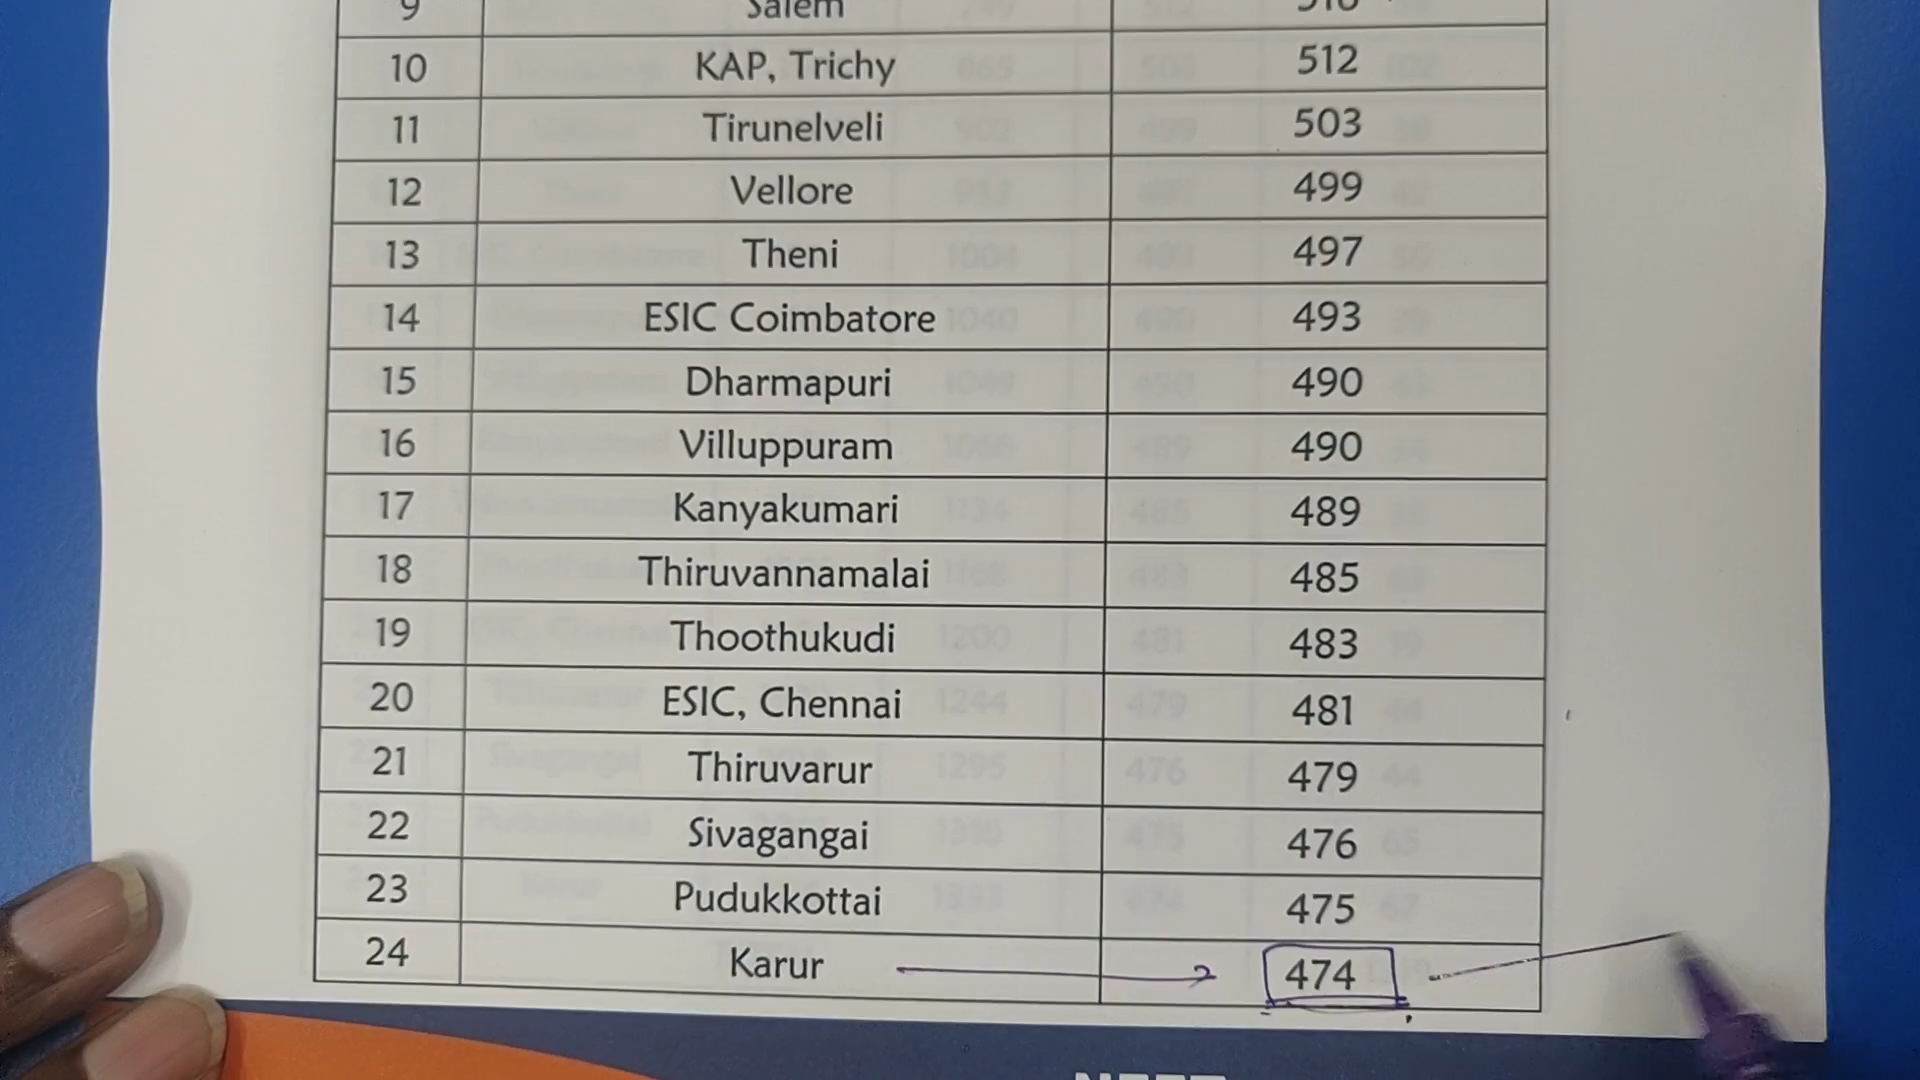 9 Salem 510
10 KAP, Trichy 512
11 Tirunelveli 503
12 Vellore 499
13 Theni 497
14 ESIC Coimbatore 493
15 Dharmapuri 490
16 Villuppuram 490
17 Kanyakumari 489
18 Thiruvannamalai 485
19 Thoothukudi 483
20 ESIC, Chennai 481
21 Thiruvarur 479
22 Sivagangai 476
23 Pudukkottai 475
24 Karur 474